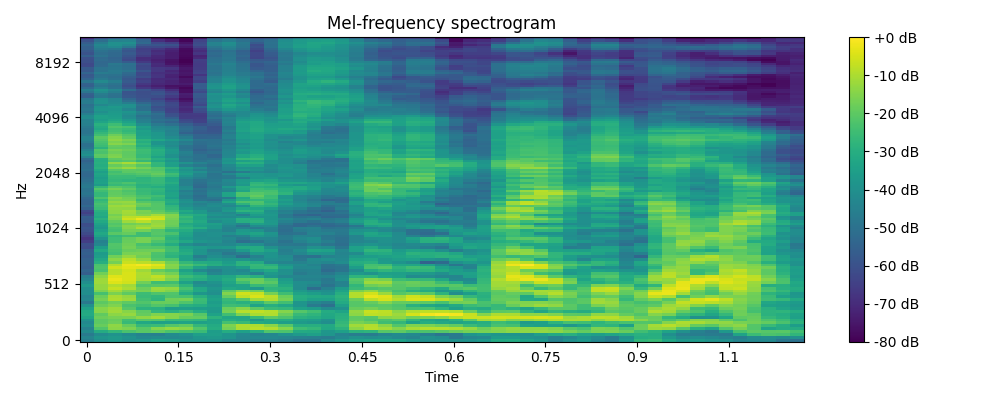 Mel-frequency spectrogram
Hz
8192
4096
2048
1024
512
0
0 0.15 0.3 0.45 0.6 0.75 0.9 1.1
Time
+0 dB
-10 dB
-20 dB
-30 dB
-40 dB
-50 dB
-60 dB
-70 dB
-80 dB